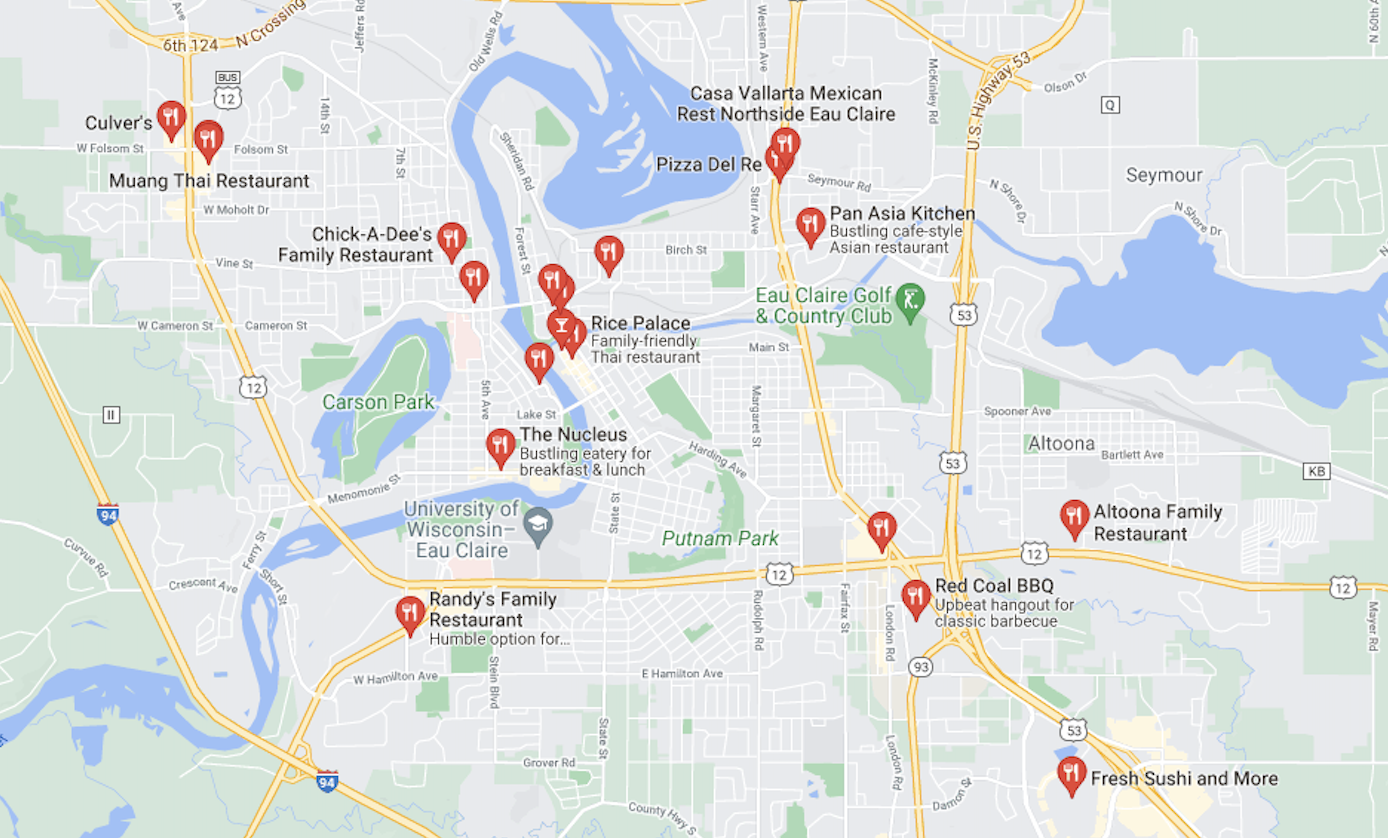 Ave
6th 124
N Crossing
Jeffers Rd
Old Wells Rd
Western Ave
U.S. Highway 53
Olson Dr
McKinley Rd
BUS
12
Q
Culver's
14th St
Casa Vallarta Mexican
Rest Northside Eau Claire
W Folsom St
Folsom St
7th St
Sheridan Rd
Pizza Del Re
Muang Thai Restaurant
Seymour Rd
Seymour
N Shore Dr
N Shore Dr
Starr Ave
W Moholt Dr
Pan Asia Kitchen
Bustling cafe-style
Asian restaurant
Chick-A-Dee's
Family Restaurant
Forest St
Birch St
Vine St
Eau Claire Golf
& Country Club
53
W Cameron St
Cameron St
Rice Palace
Family-friendly
Thai restaurant
Main St
12
Carson Park
5th Ave
Margaret St
II
Lake St
Spooner Ave
Altoona
Bartlett Ave
The Nucleus
Bustling eatery for
breakfast & lunch
Harding Ave
53
KB
Menomonie St
State St
94
University of
Wisconsin–
Eau Claire
Putnam Park
Altoona Family
Restaurant
Ferry St
Curvue Rd
12
12
12
Crescent Ave
Short St
Red Coal BBQ
Upbeat hangout for
classic barbecue
Randy's Family
Restaurant
Humble option for...
Rudolph Rd
Fairfax St
London Rd
Mayer Rd
W Hamilton Ave
Stein Blvd
E Hamilton Ave
93
State St
53
Grover Rd
London Rd
94
Damon St
Fresh Sushi and More
County Hwy S